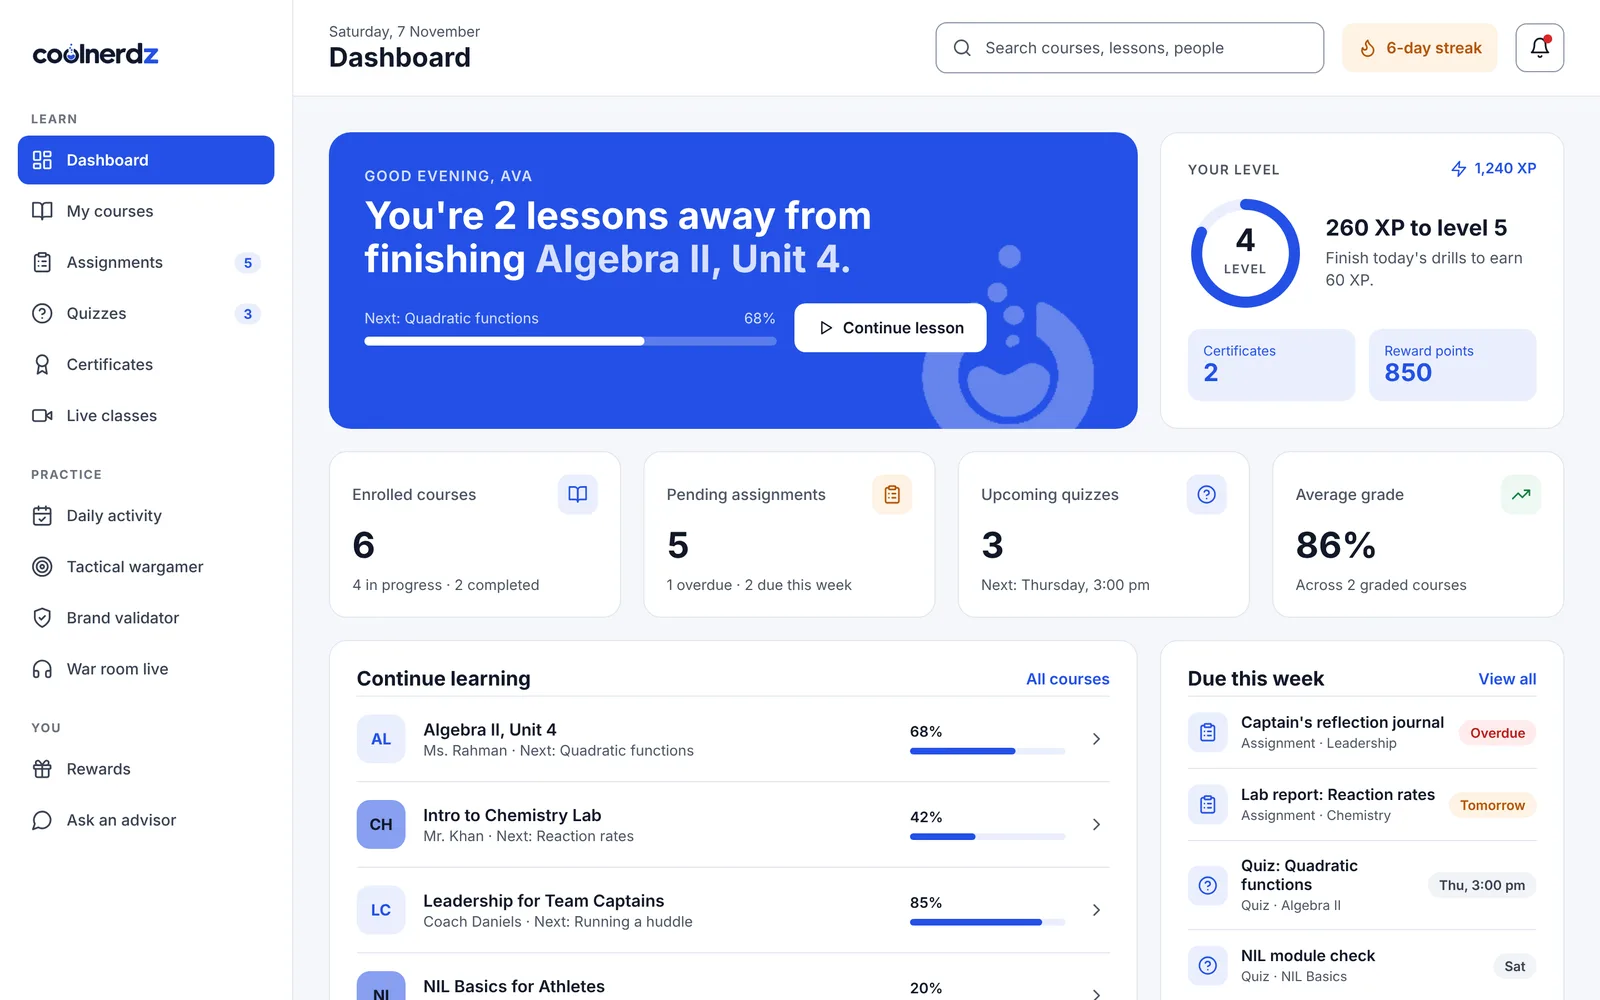 coolnerdz
LEARN
Dashboard
My courses
Assignments
5
Quizzes
3
Certificates
Live classes
PRACTICE
Daily activity
Tactical wargamer
Brand validator
War room live
YOU
Rewards
Ask an advisor
Saturday, 7 November
Dashboard
Search courses, lessons, people
6-day streak
GOOD EVENING, AVA
You're 2 lessons away from
finishing Algebra II, Unit 4.
Next: Quadratic functions
68%
Continue lesson
YOUR LEVEL
1,240 XP
4
LEVEL
260 XP to level 5
Finish today's drills to earn
60 XP.
Certificates
2
Reward points
850
Enrolled courses
6
4 in progress · 2 completed
Pending assignments
5
1 overdue · 2 due this week
Upcoming quizzes
3
Next: Thursday, 3:00 pm
Average grade
86%
Across 2 graded courses
Continue learning
All courses
AL
Algebra II, Unit 4
Ms. Rahman · Next: Quadratic functions
68%
CH
Intro to Chemistry Lab
Mr. Khan · Next: Reaction rates
42%
LC
Leadership for Team Captains
Coach Daniels · Next: Running a huddle
85%
NI
NIL Basics for Athletes
20%
Due this week
View all
Captain's reflection journal
Assignment · Leadership
Overdue
Lab report: Reaction rates
Assignment · Chemistry
Tomorrow
Quiz: Quadratic
functions
Quiz · Algebra II
Thu, 3:00 pm
NIL module check
Quiz · NIL Basics
Sat